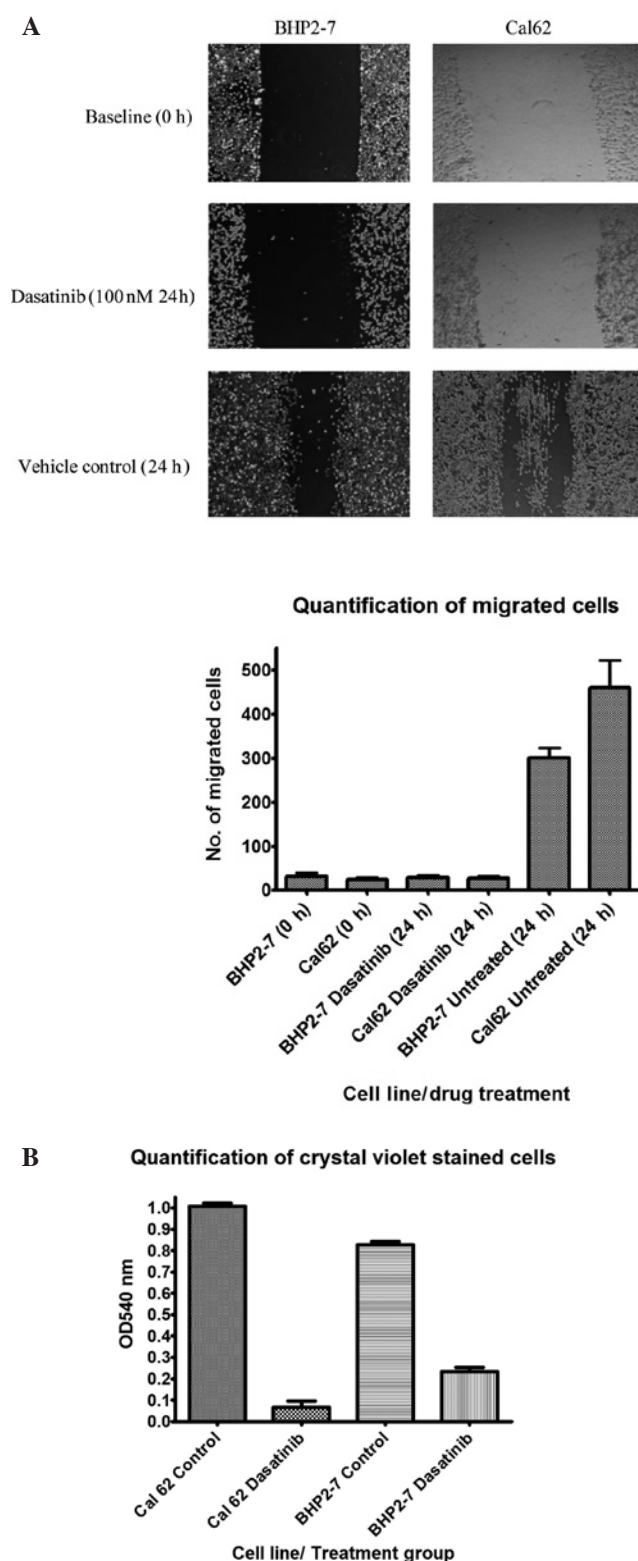 A
BHP2-7
Cal62
Baseline (0 h)
Dasatinib (100 nM 24h)
Vehicle control (24 h)
Quantification of migrated cells
No. of migrated cells
500
400
300
200
100
0
BHP2-7 (0 h)
Cal62 (0 h)
BHP2-7 Dasatinib (24 h)
Cal62 Dasatinib (24 h)
BHP2-7 Untreated (24 h)
Cal62 Untreated (24 h)
Cell line/drug treatment
B
Quantification of crystal violet stained cells
OD540 nm
1.0
0.9
0.8
0.7
0.6
0.5
0.4
0.3
0.2
0.1
0.0
Cal 62 Control
Cal 62 Dasatinib
BHP2-7 Control
BHP2-7 Dasatinib
Cell line/ Treatment group